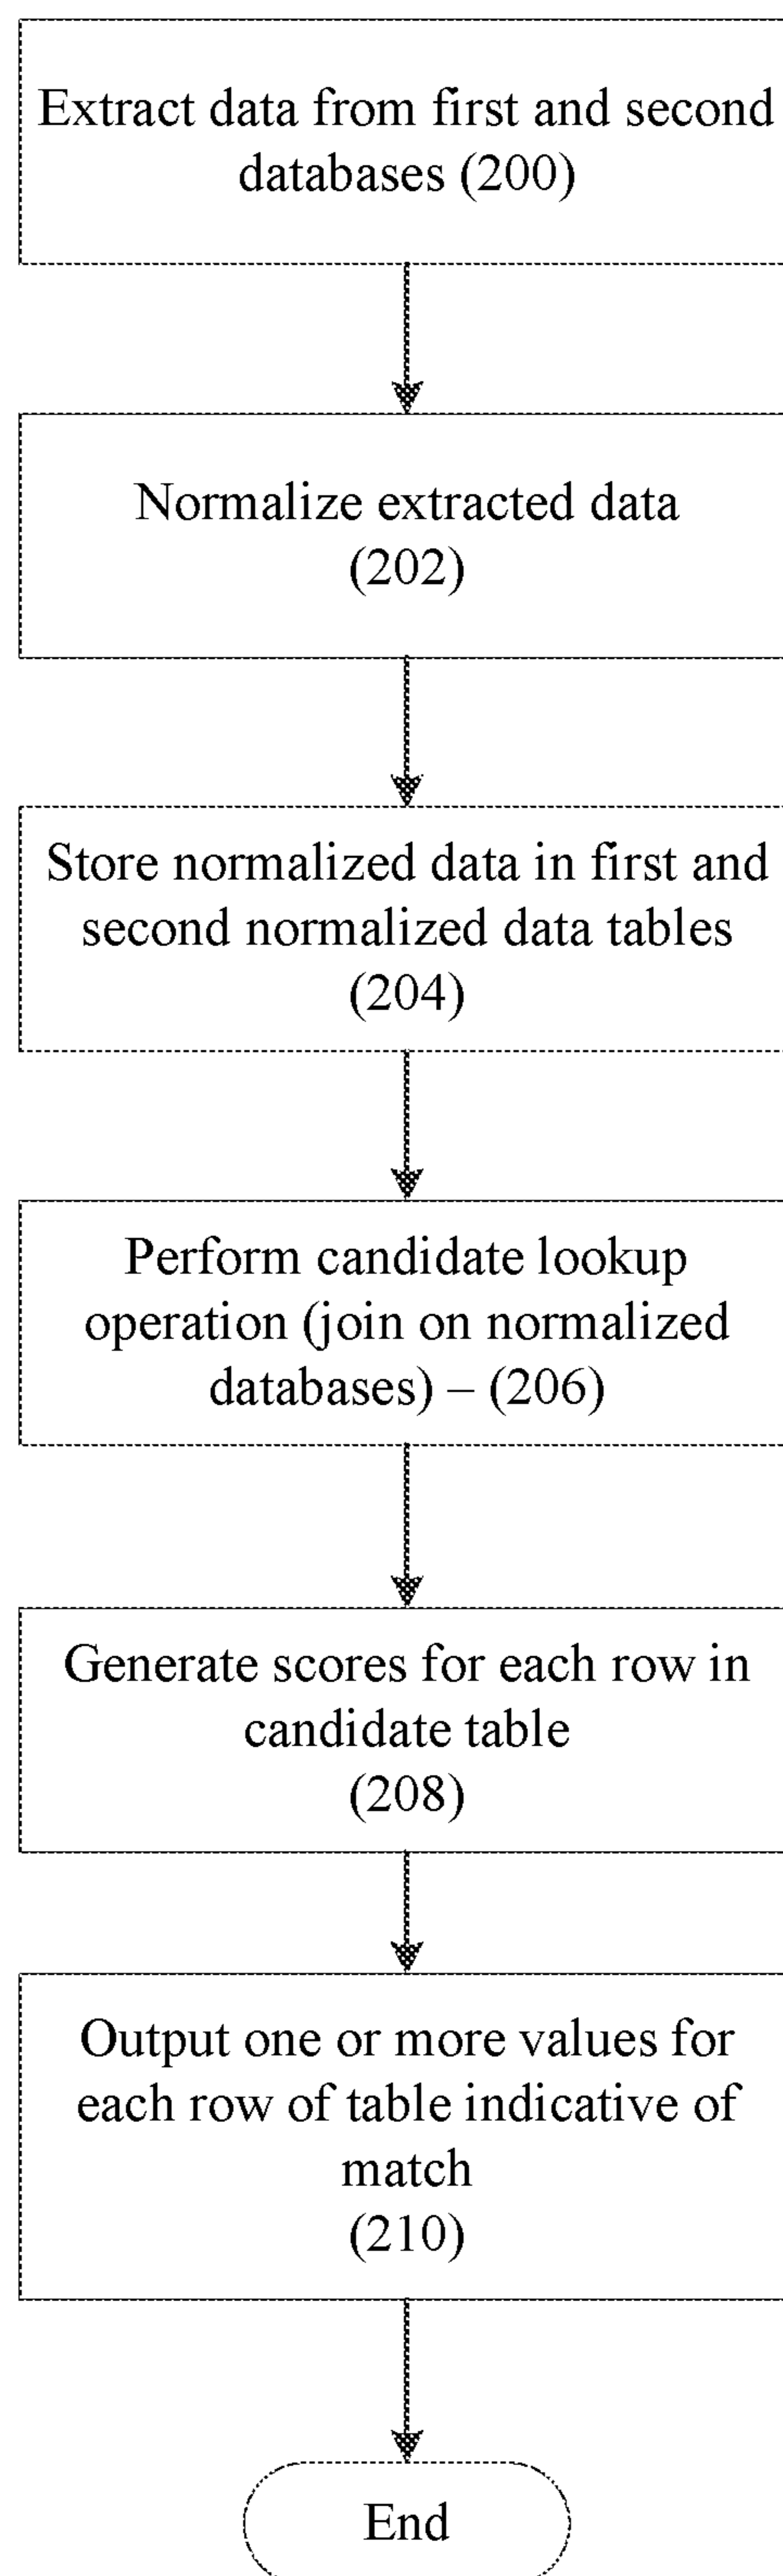 Extract data from first and second
databases (200)
Normalize extracted data
(202)
Store normalized data in first and
second normalized data tables
(204)
Perform candidate lookup
operation (join on normalized
databases) – (206)
Generate scores for each row in
candidate table
(208)
Output one or more values for
each row of table indicative of
match
(210)
End